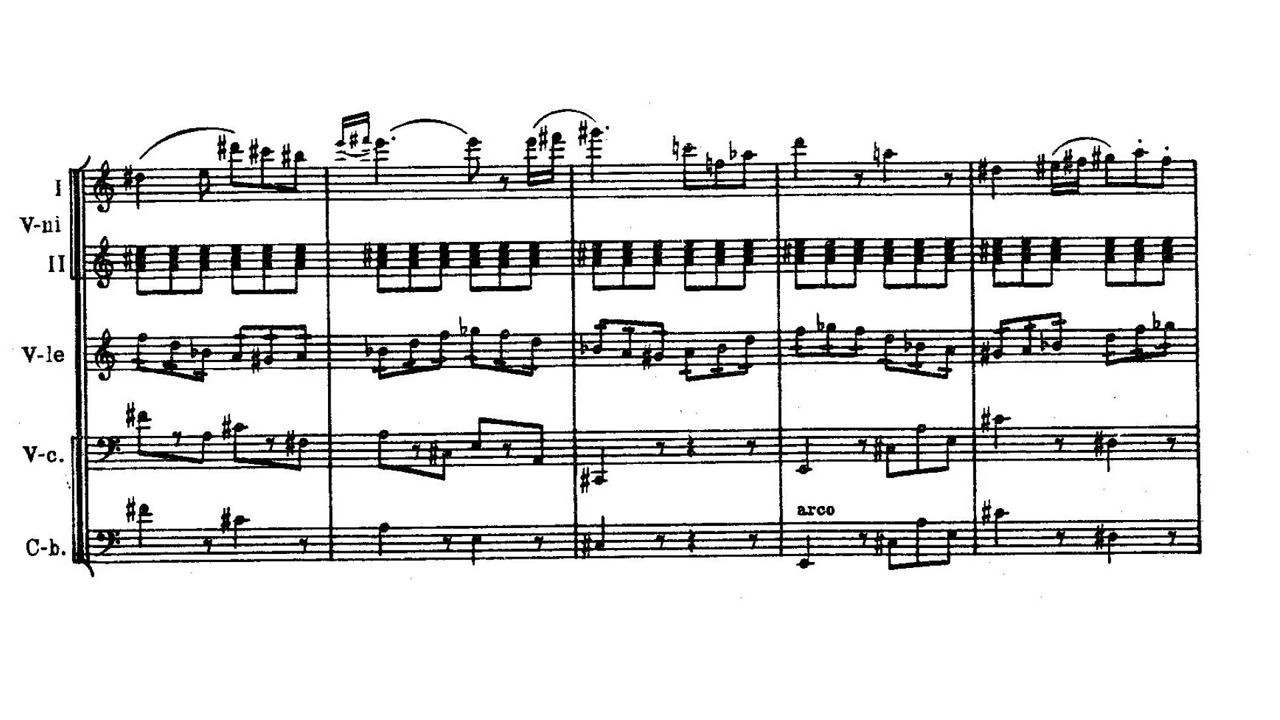 I
V-ni
II
V-le
V-c.
arco
C-b.